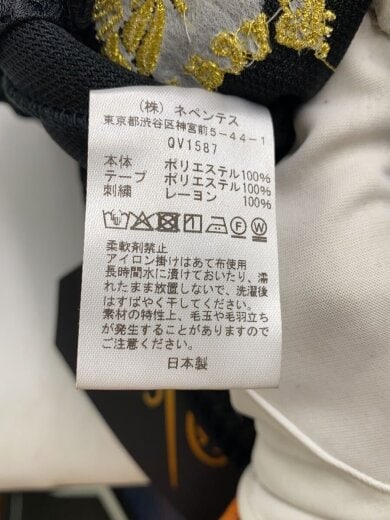 (株) ネペンテス
東京都渋谷区神宮前5-44-1
QV1587
本体 ポリエステル100%
テープ ポリエステル100%
刺繍 レーヨン 100%
柔軟剤禁止
アイロン掛けはあて布使用
長時間水に漬けておいたり、濡
れたまま放置しないで、洗濯後
はすばやく干してください。
素材の特性上、毛玉や毛羽立ち
が発生することがありますので
ご注意ください。
日本製